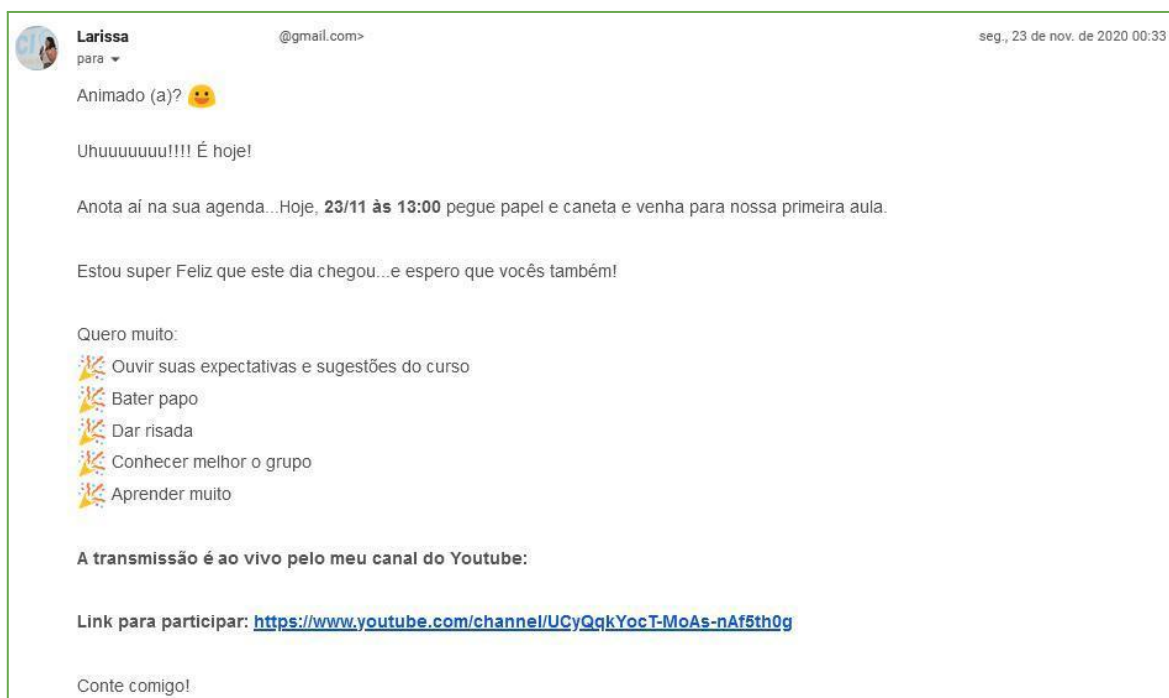 Larissa @gmail.com> seg., 23 de nov. de 2020 00:33
para
Animado (a)?
Uhuuuuuuu!!!! É hoje!
Anota aí na sua agenda...Hoje, 23/11 às 13:00 pegue papel e caneta e venha para nossa primeira aula.
Estou super Feliz que este dia chegou...e espero que vocês também!
Quero muito:
Ouvir suas expectativas e sugestões do curso
Bater papo
Dar risada
Conhecer melhor o grupo
Aprender muito
A transmissão é ao vivo pelo meu canal do Youtube:
Link para participar: https://www.youtube.com/channel/UCyQqkYocT-MoAs-nAf5th0g
Conte comigo!